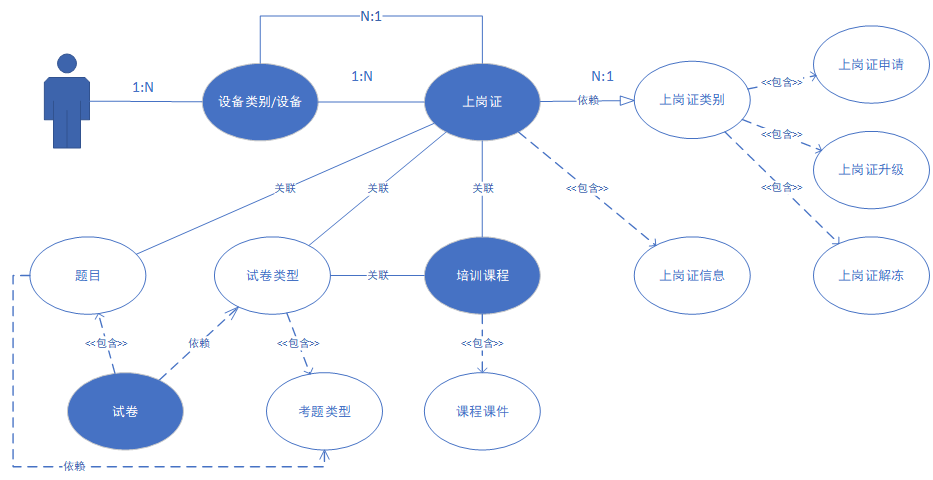 N:1
1:N
设备类别/设备
1:N
上岗证
N:1
依赖
上岗证类别
<<包含>>
上岗证申请
<<包含>>
上岗证升级
<<包含>>
上岗证解冻
关联
关联
关联
<<包含>>
题目
试卷类型
关联
培训课程
上岗证信息
<<包含>>
依赖
<<包含>>
<<包含>>
试卷
考题类型
课程课件
依赖